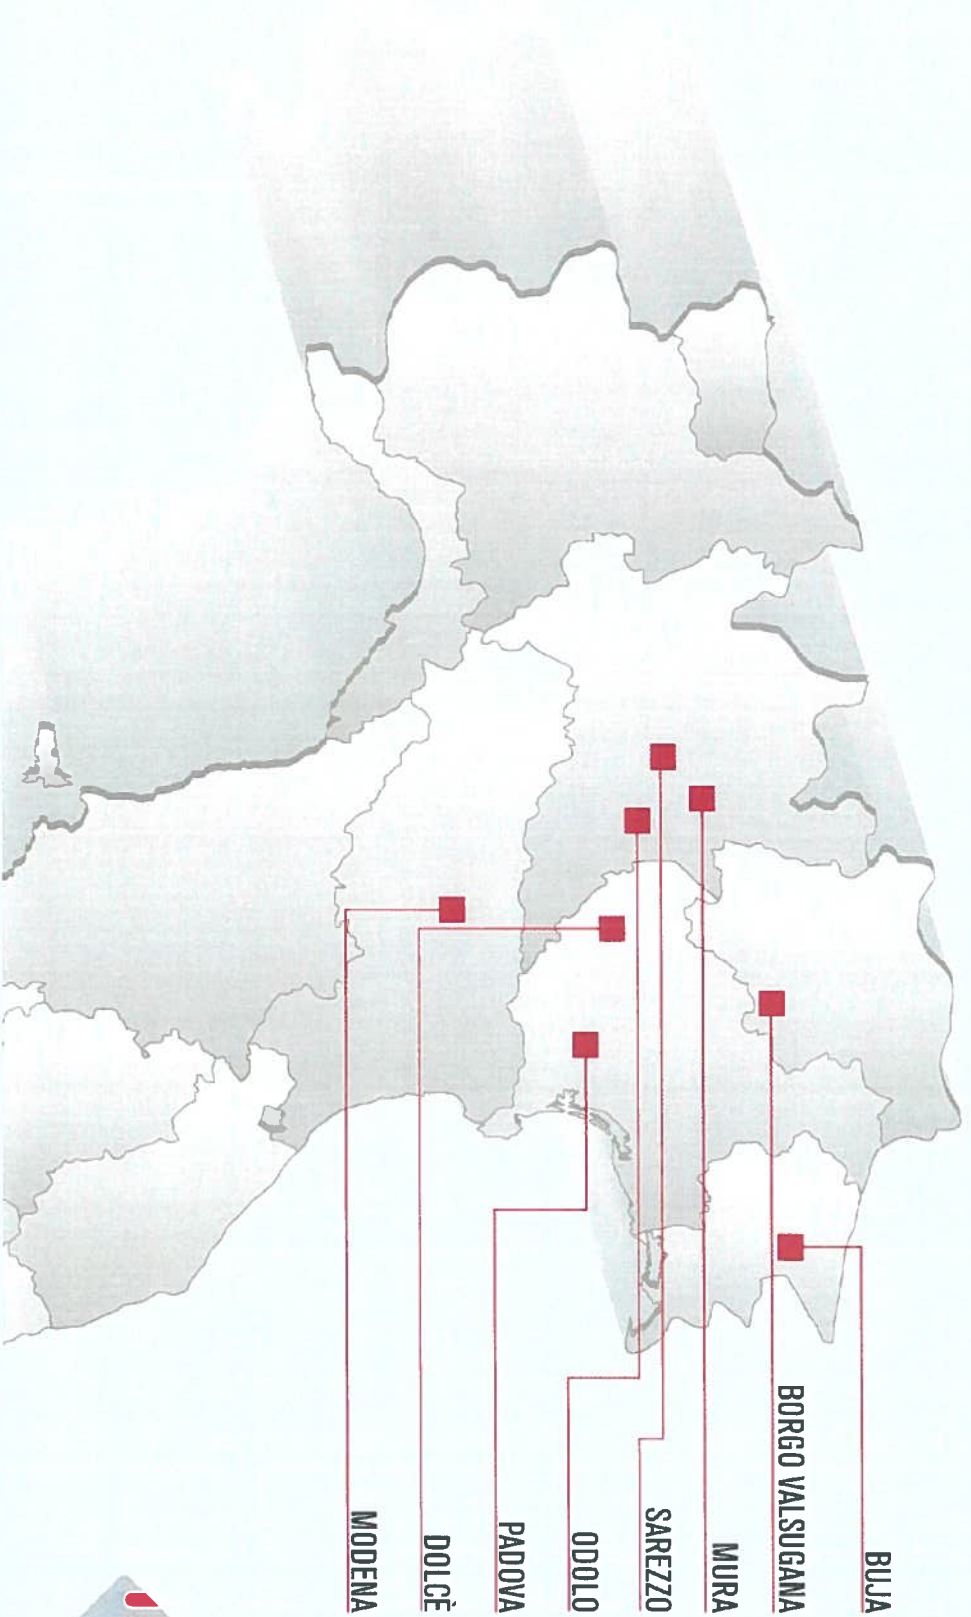 BUJA
BORGO VALSUGANA
MURA
SAREZZO
ODOLO
PADOVA
DOLCÈ
MODENA